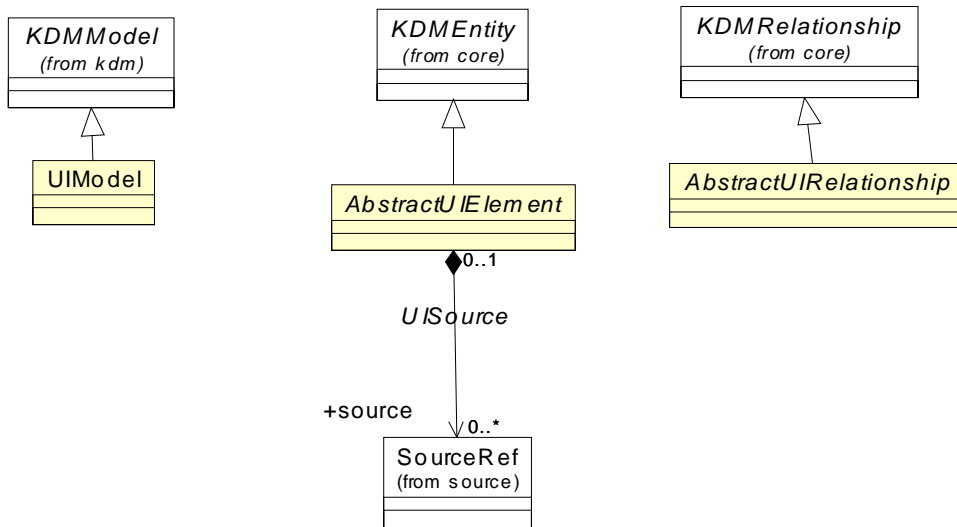 KDMModel
(from kdm)
KDMEntity
(from core)
KDMRelationship
(from core)
UIModel
AbstractUIElement
AbstractUIRelationship
0..1
UISource
+source
0..*
SourceRef
(from source)